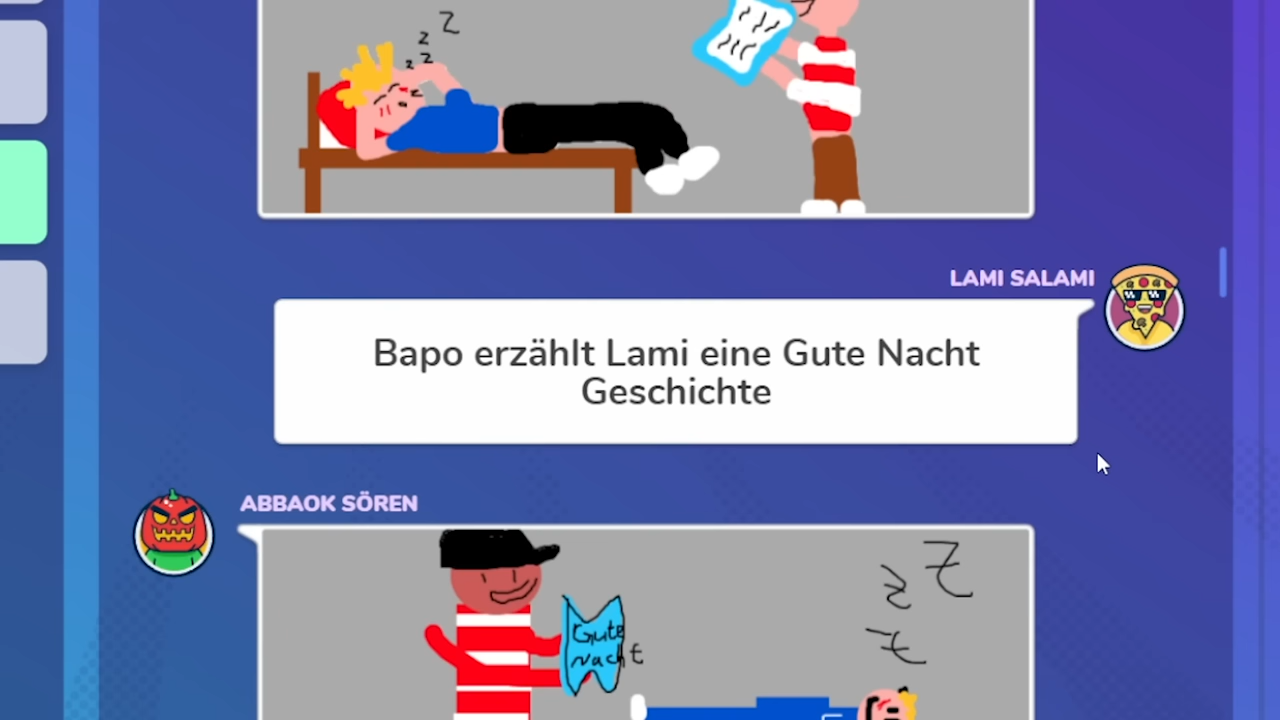 z
z
z
z
LAMI SALAMI
Bapo erzählt Lami eine Gute Nacht
Geschichte
ABBAOK SÖREN
Z
z
z
Gute
Nacht